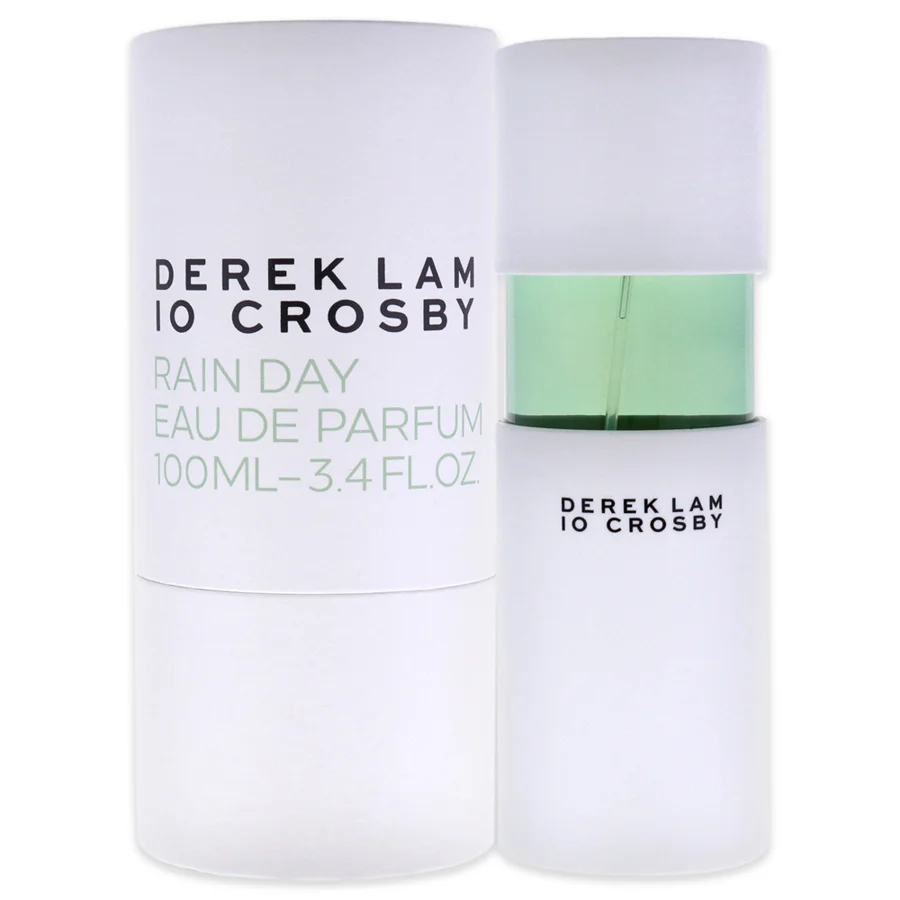 DEREK LAM
10 CROSBY
RAIN DAY
EAU DE PARFUM
100ML–3.4 FL.OZ.
DEREK LAM
10 CROSBY